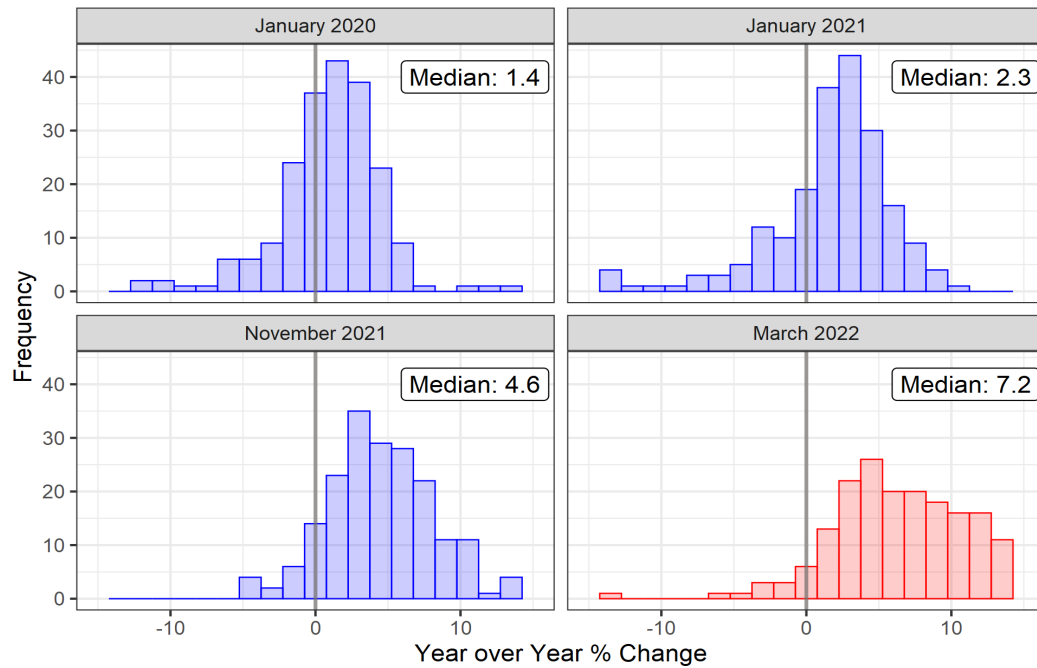 January 2020
January 2021
Median: 1.4
Median: 2.3
40
30
20
10
0
November 2021
March 2022
Median: 4.6
Median: 7.2
40
30
20
10
0
-10 0 10
-10 0 10
Frequency
Year over Year % Change